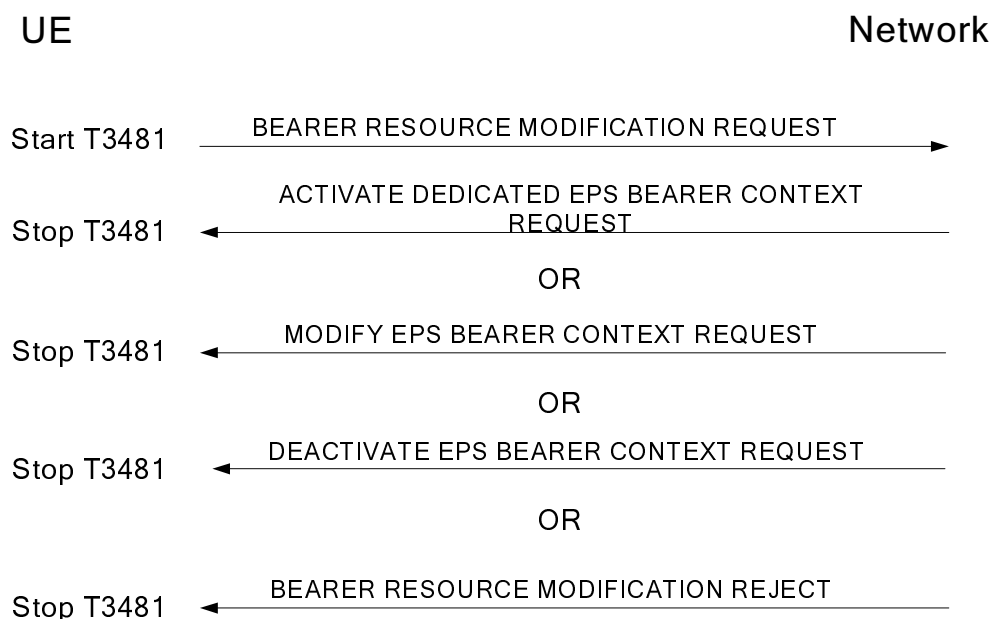 UE
Network
Start T3481
BEARER RESOURCE MODIFICATION REQUEST
ACTIVATE DEDICATED EPS BEARER CONTEXT
REQUEST
Stop T3481
OR
MODIFY EPS BEARER CONTEXT REQUEST
Stop T3481
OR
DEACTIVATE EPS BEARER CONTEXT REQUEST
Stop T3481
OR
BEARER RESOURCE MODIFICATION REJECT
Stop T3481